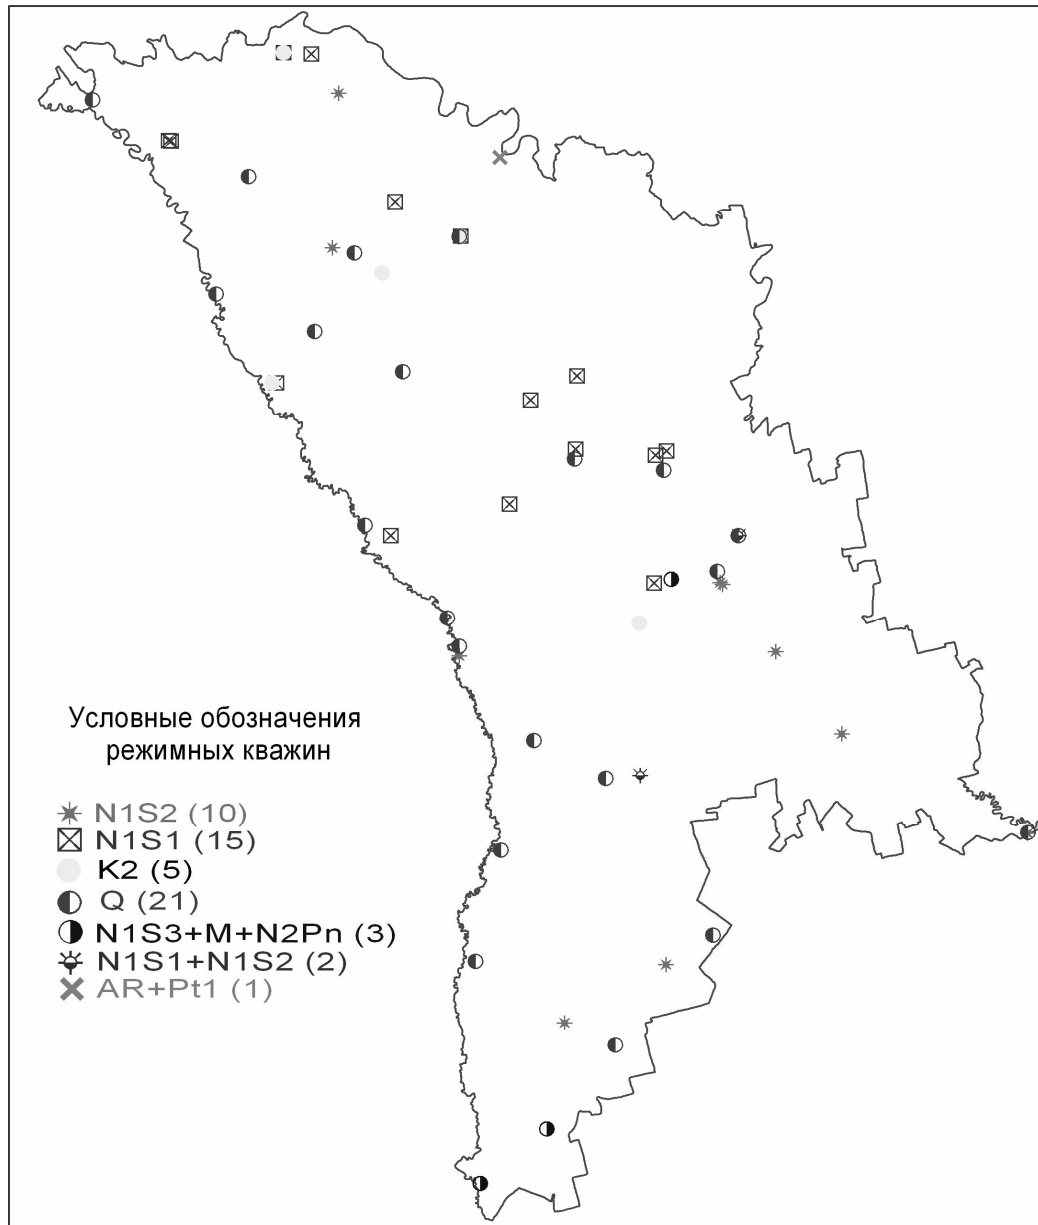 Условные обозначения
режимных кважин
N1S2 (10)
N1S1 (15)
K2 (5)
Q (21)
N1S3+M+N2Pn (3)
N1S1+N1S2 (2)
AR+Pt1 (1)